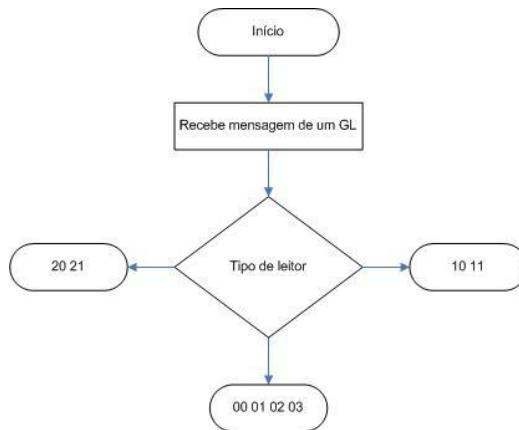 Início
Recebe mensagem de um GL
Tipo de leitor
20 21
10 11
00 01 02 03